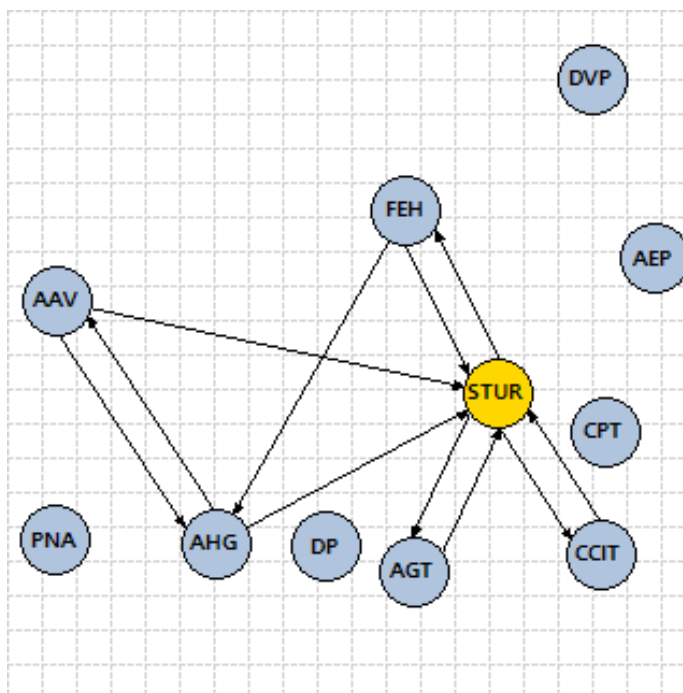 DVP
FEH
AEP
AAV
STUR
CPT
PNA
AHG
DP
AGT
CCIT